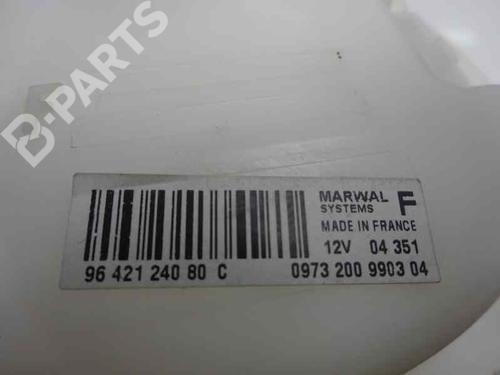 B-PARTS
MARWAL F
SYSTEMS
MADE IN FRANCE
12V 04 351
96 421 240 80 C 0973 200 9903 04